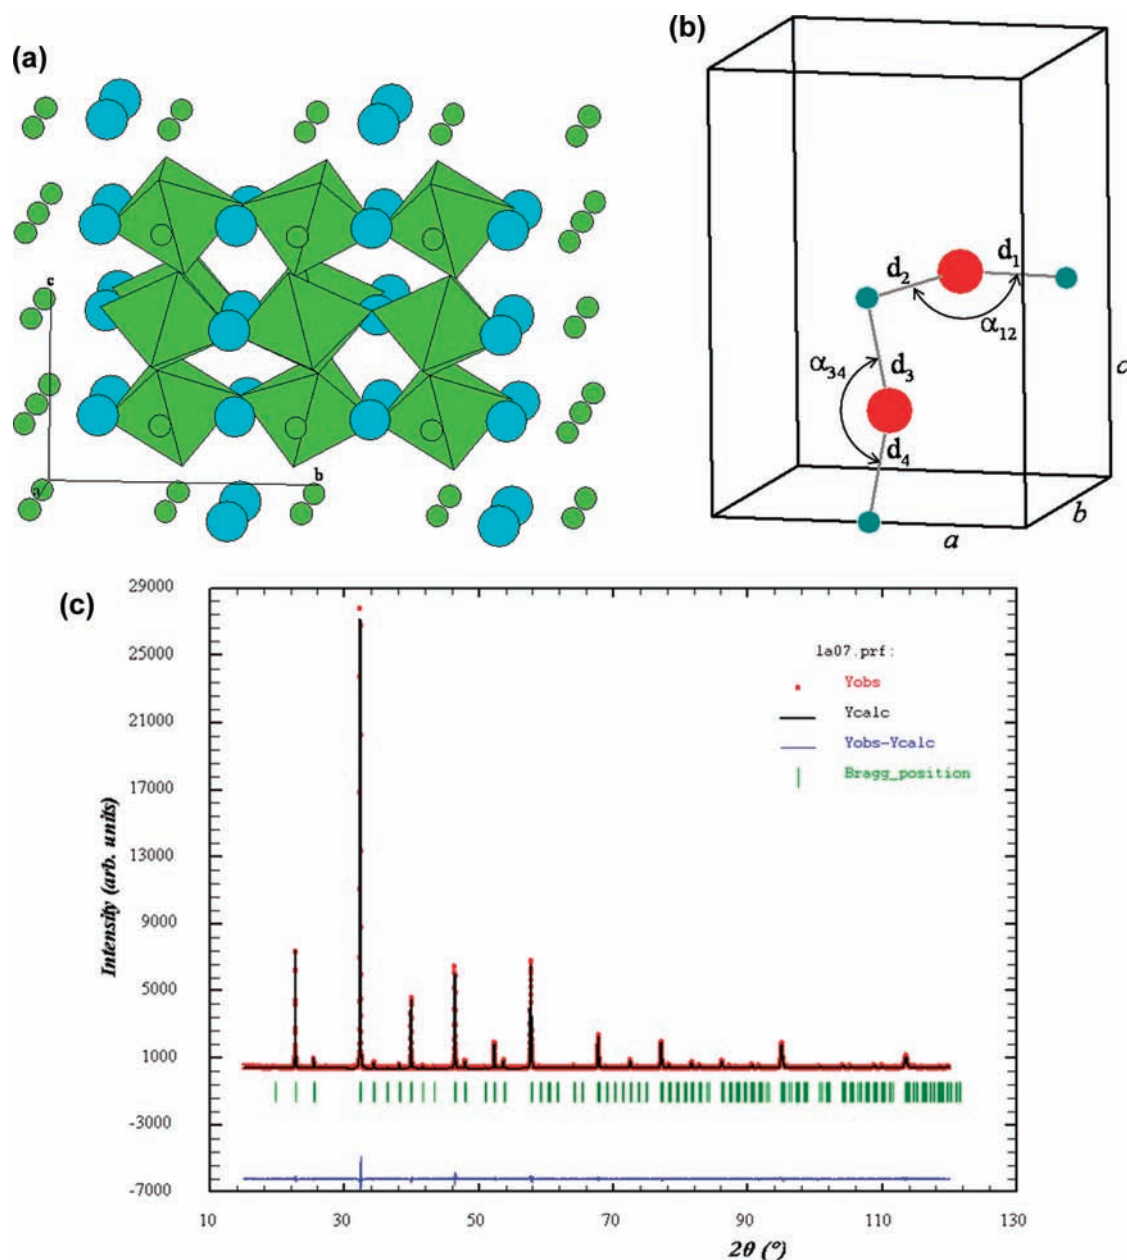 (a)
c
b
a
(b)
d1
d2
α12
α34
d3
d4
c
b
a
(c)
29000
25000
21000
17000
13000
9000
5000
1000
-3000
-7000
Intensity (arb. units)
la07.prf:
Yobs
Ycalc
Yobs-Ycalc
Bragg_position
10 30 50 70 90 110 130
2θ (°)